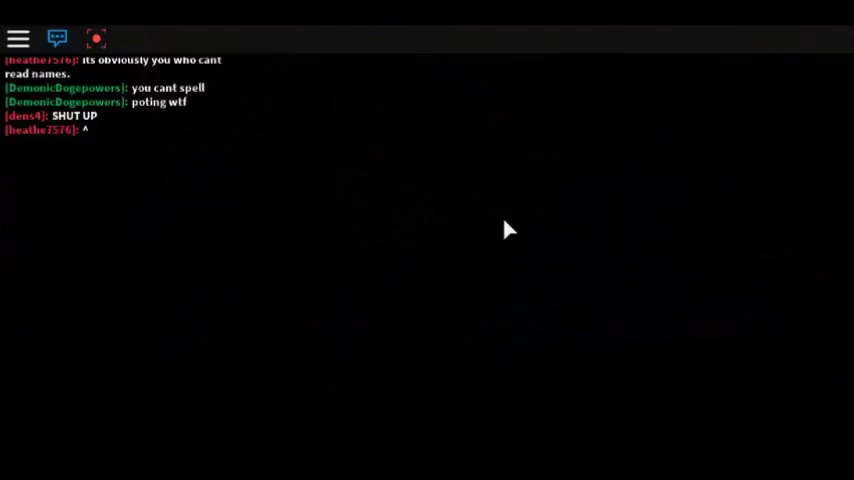 [heathe7576]: its obviously you who cant
read names.
[DemonicDogepowers]: you cant spell
[DemonicDogepowers]: poting wtf
[dens4]: SHUT UP
[heathe7576]: ^